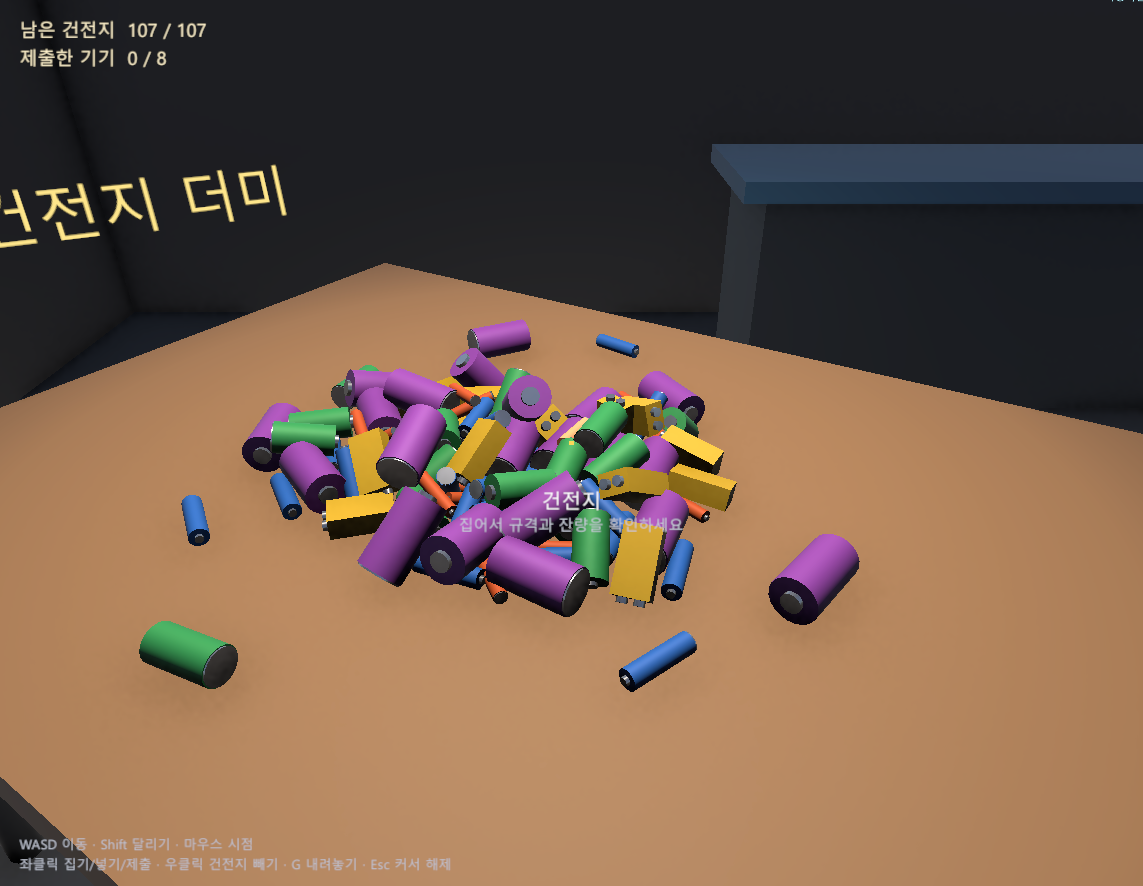 남은 건전지 107 / 107
제출한 기기 0 / 8
건전지 더미
건전지
집어서 규격과 잔량을 확인하세요
WASD 이동 · Shift 달리기 · 마우스 시점
좌클릭 집기/넣기/제출 · 우클릭 건전지 빼기 · G 내려놓기 · Esc 커서 해제